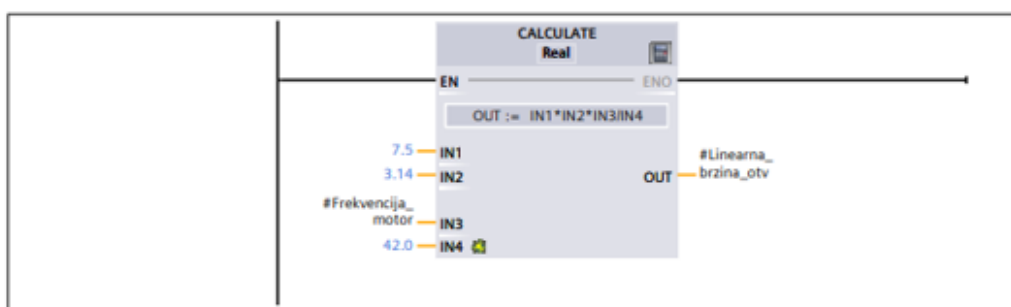 CALCULATE
Real
EN
ENO
OUT := IN1*IN2*IN3/IN4
7.5 IN1
3.14 IN2
#Frekvencija_
motor IN3
42.0 IN4
#Linearna_
OUT brzina_otv